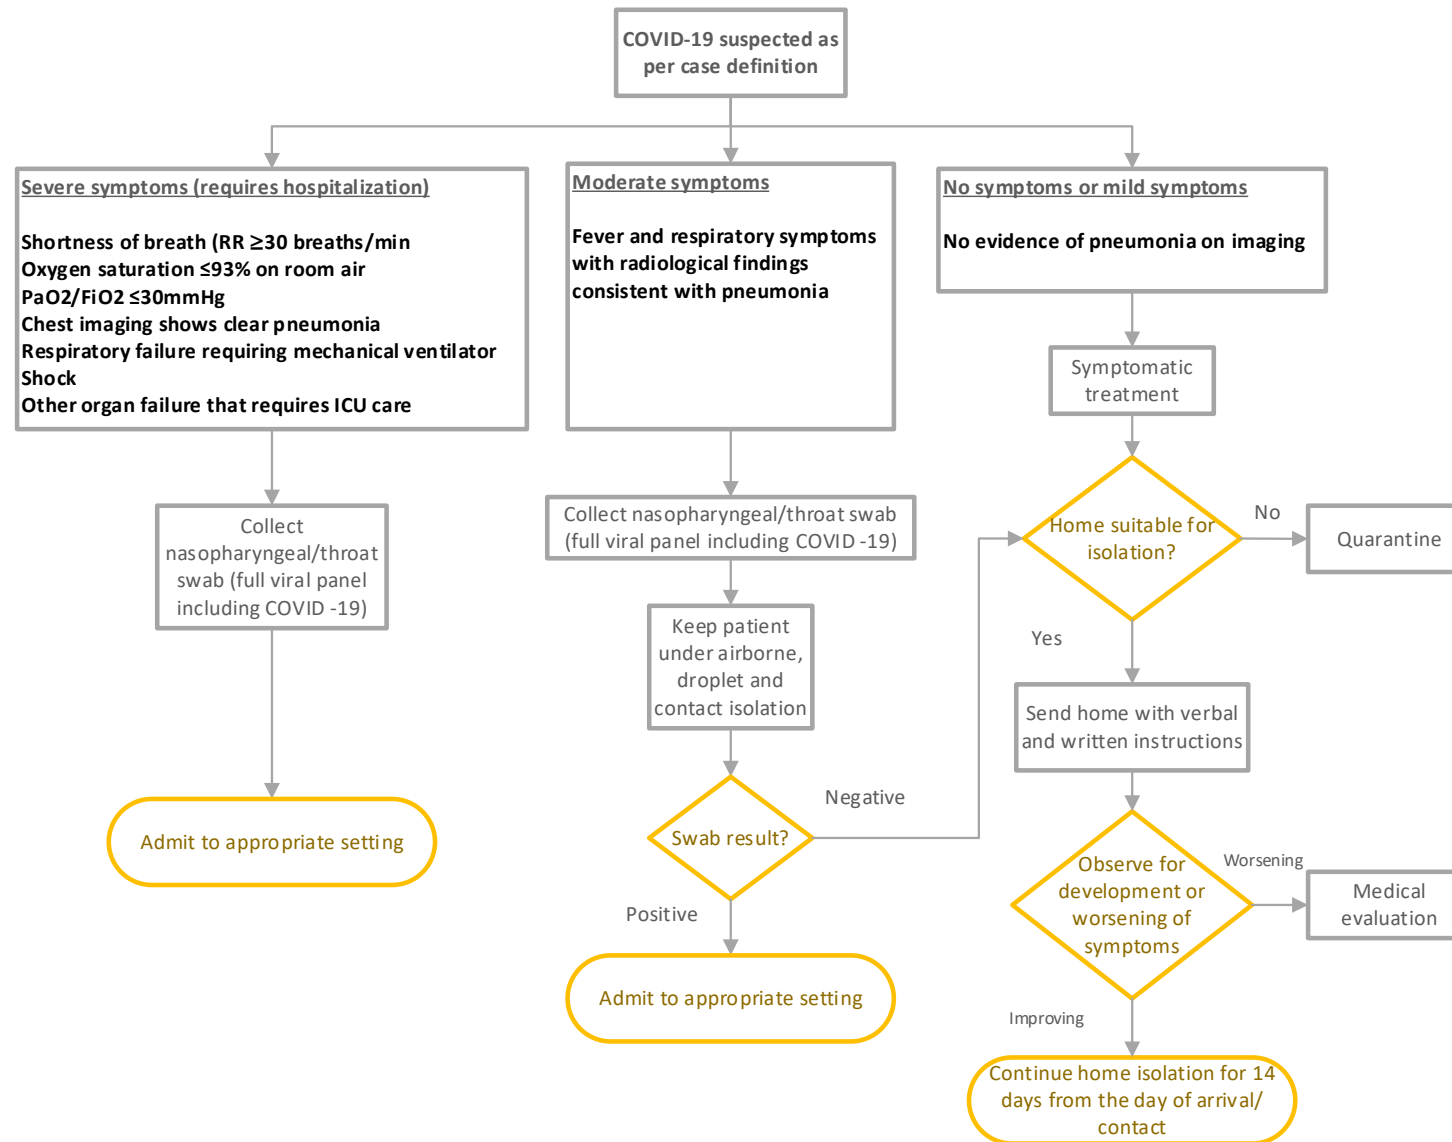 COVID-19 suspected as
per case definition
Severe symptoms (requires hospitalization)
Shortness of breath (RR ≥30 breaths/min
Oxygen saturation ≤93% on room air
PaO2/FiO2 ≤30mmHg
Chest imaging shows clear pneumonia
Respiratory failure requiring mechanical ventilator
Shock
Other organ failure that requires ICU care
Collect
nasopharyngeal/throat
swab (full viral panel
including COVID -19)
Admit to appropriate setting
Moderate symptoms
Fever and respiratory symptoms
with radiological findings
consistent with pneumonia
Collect nasopharyngeal/throat swab
(full viral panel including COVID -19)
Keep patient
under airborne,
droplet and
contact isolation
Swab result?
Negative
Positive
Admit to appropriate setting
No symptoms or mild symptoms
No evidence of pneumonia on imaging
Symptomatic
treatment
Home suitable for
isolation?
No
Quarantine
Yes
Send home with verbal
and written instructions
Observe for
development or
worsening of
symptoms
Worsening
Medical
evaluation
Improving
Continue home isolation for 14
days from the day of arrival/
contact